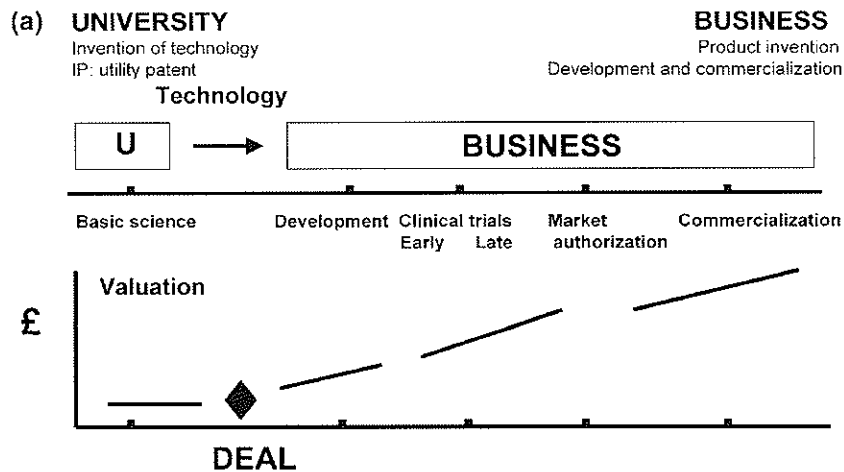 (a) UNIVERSITY BUSINESS
Invention of technology Product invention
IP: utility patent Development and commercialization
Technology
U BUSINESS
Basic science Development Clinical trials Market Commercialization
Early Late authorization
Valuation
£
DEAL